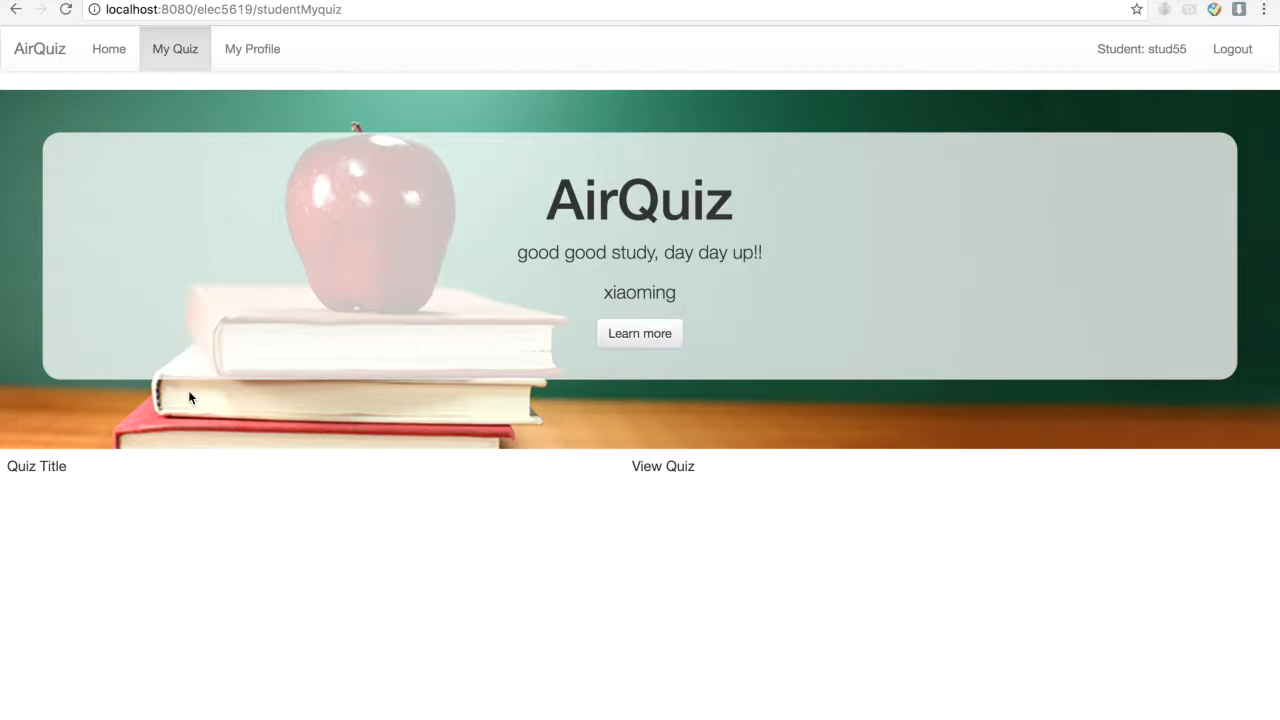 localhost:8080/elec5619/studentMyquiz
AirQuiz Home My Quiz My Profile Student: stud55 Logout
AirQuiz
good good study, day day up!!
xiaoming
Learn more
Quiz Title View Quiz